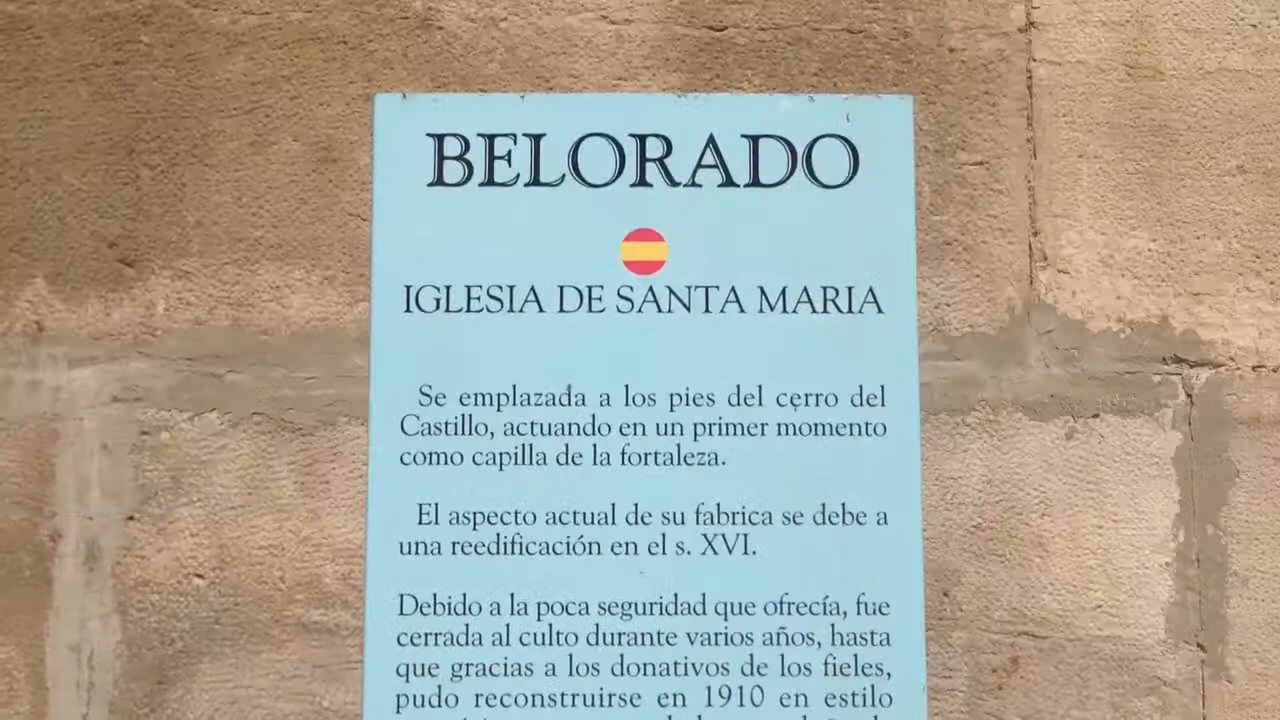 BELORADO
IGLESIA DE SANTA MARIA
Se emplazada a los pies del cerro del
Castillo, actuando en un primer momento
como capilla de la fortaleza.
El aspecto actual de su fabrica se debe a
una reedificación en el s. XVI.
Debido a la poca seguridad que ofrecía, fue
cerrada al culto durante varios años, hasta
que gracias a los donativos de los fieles,
pudo reconstruirse en 1910 en estilo